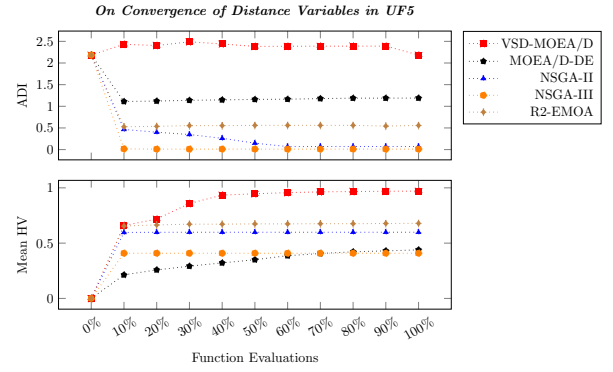 On Convergence of Distance Variables in UF5
2.5
2
1.5
1
0.5
0
ADI
VSD-MOEA/D
MOEA/D-DE
NSGA-II
NSGA-III
R2-EMOA
1
0.5
0
Mean HV
0%
10%
20%
30%
40%
50%
60%
70%
80%
90%
100%
Function Evaluations